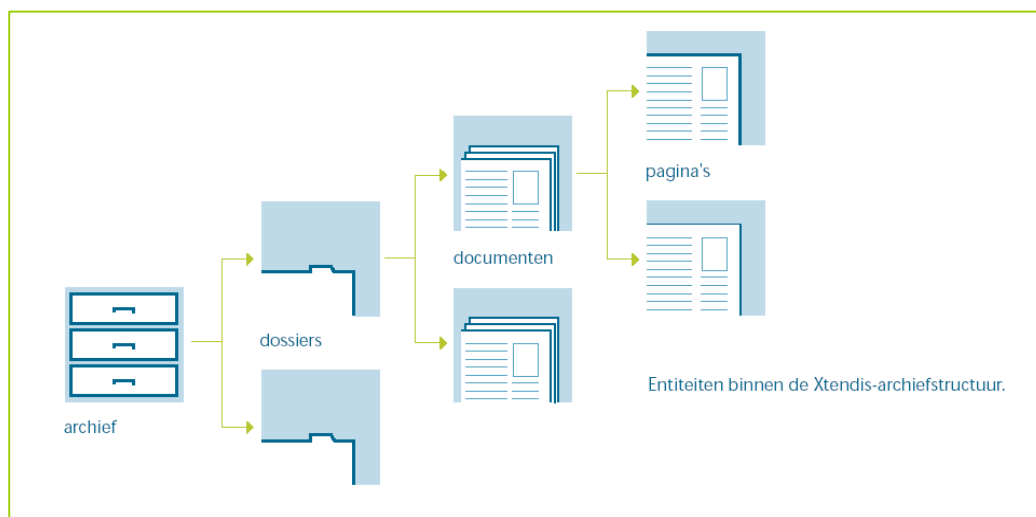 pagina's
documenten
dossiers
Entiteiten binnen de Xtendis-archiefstructuur.
archief